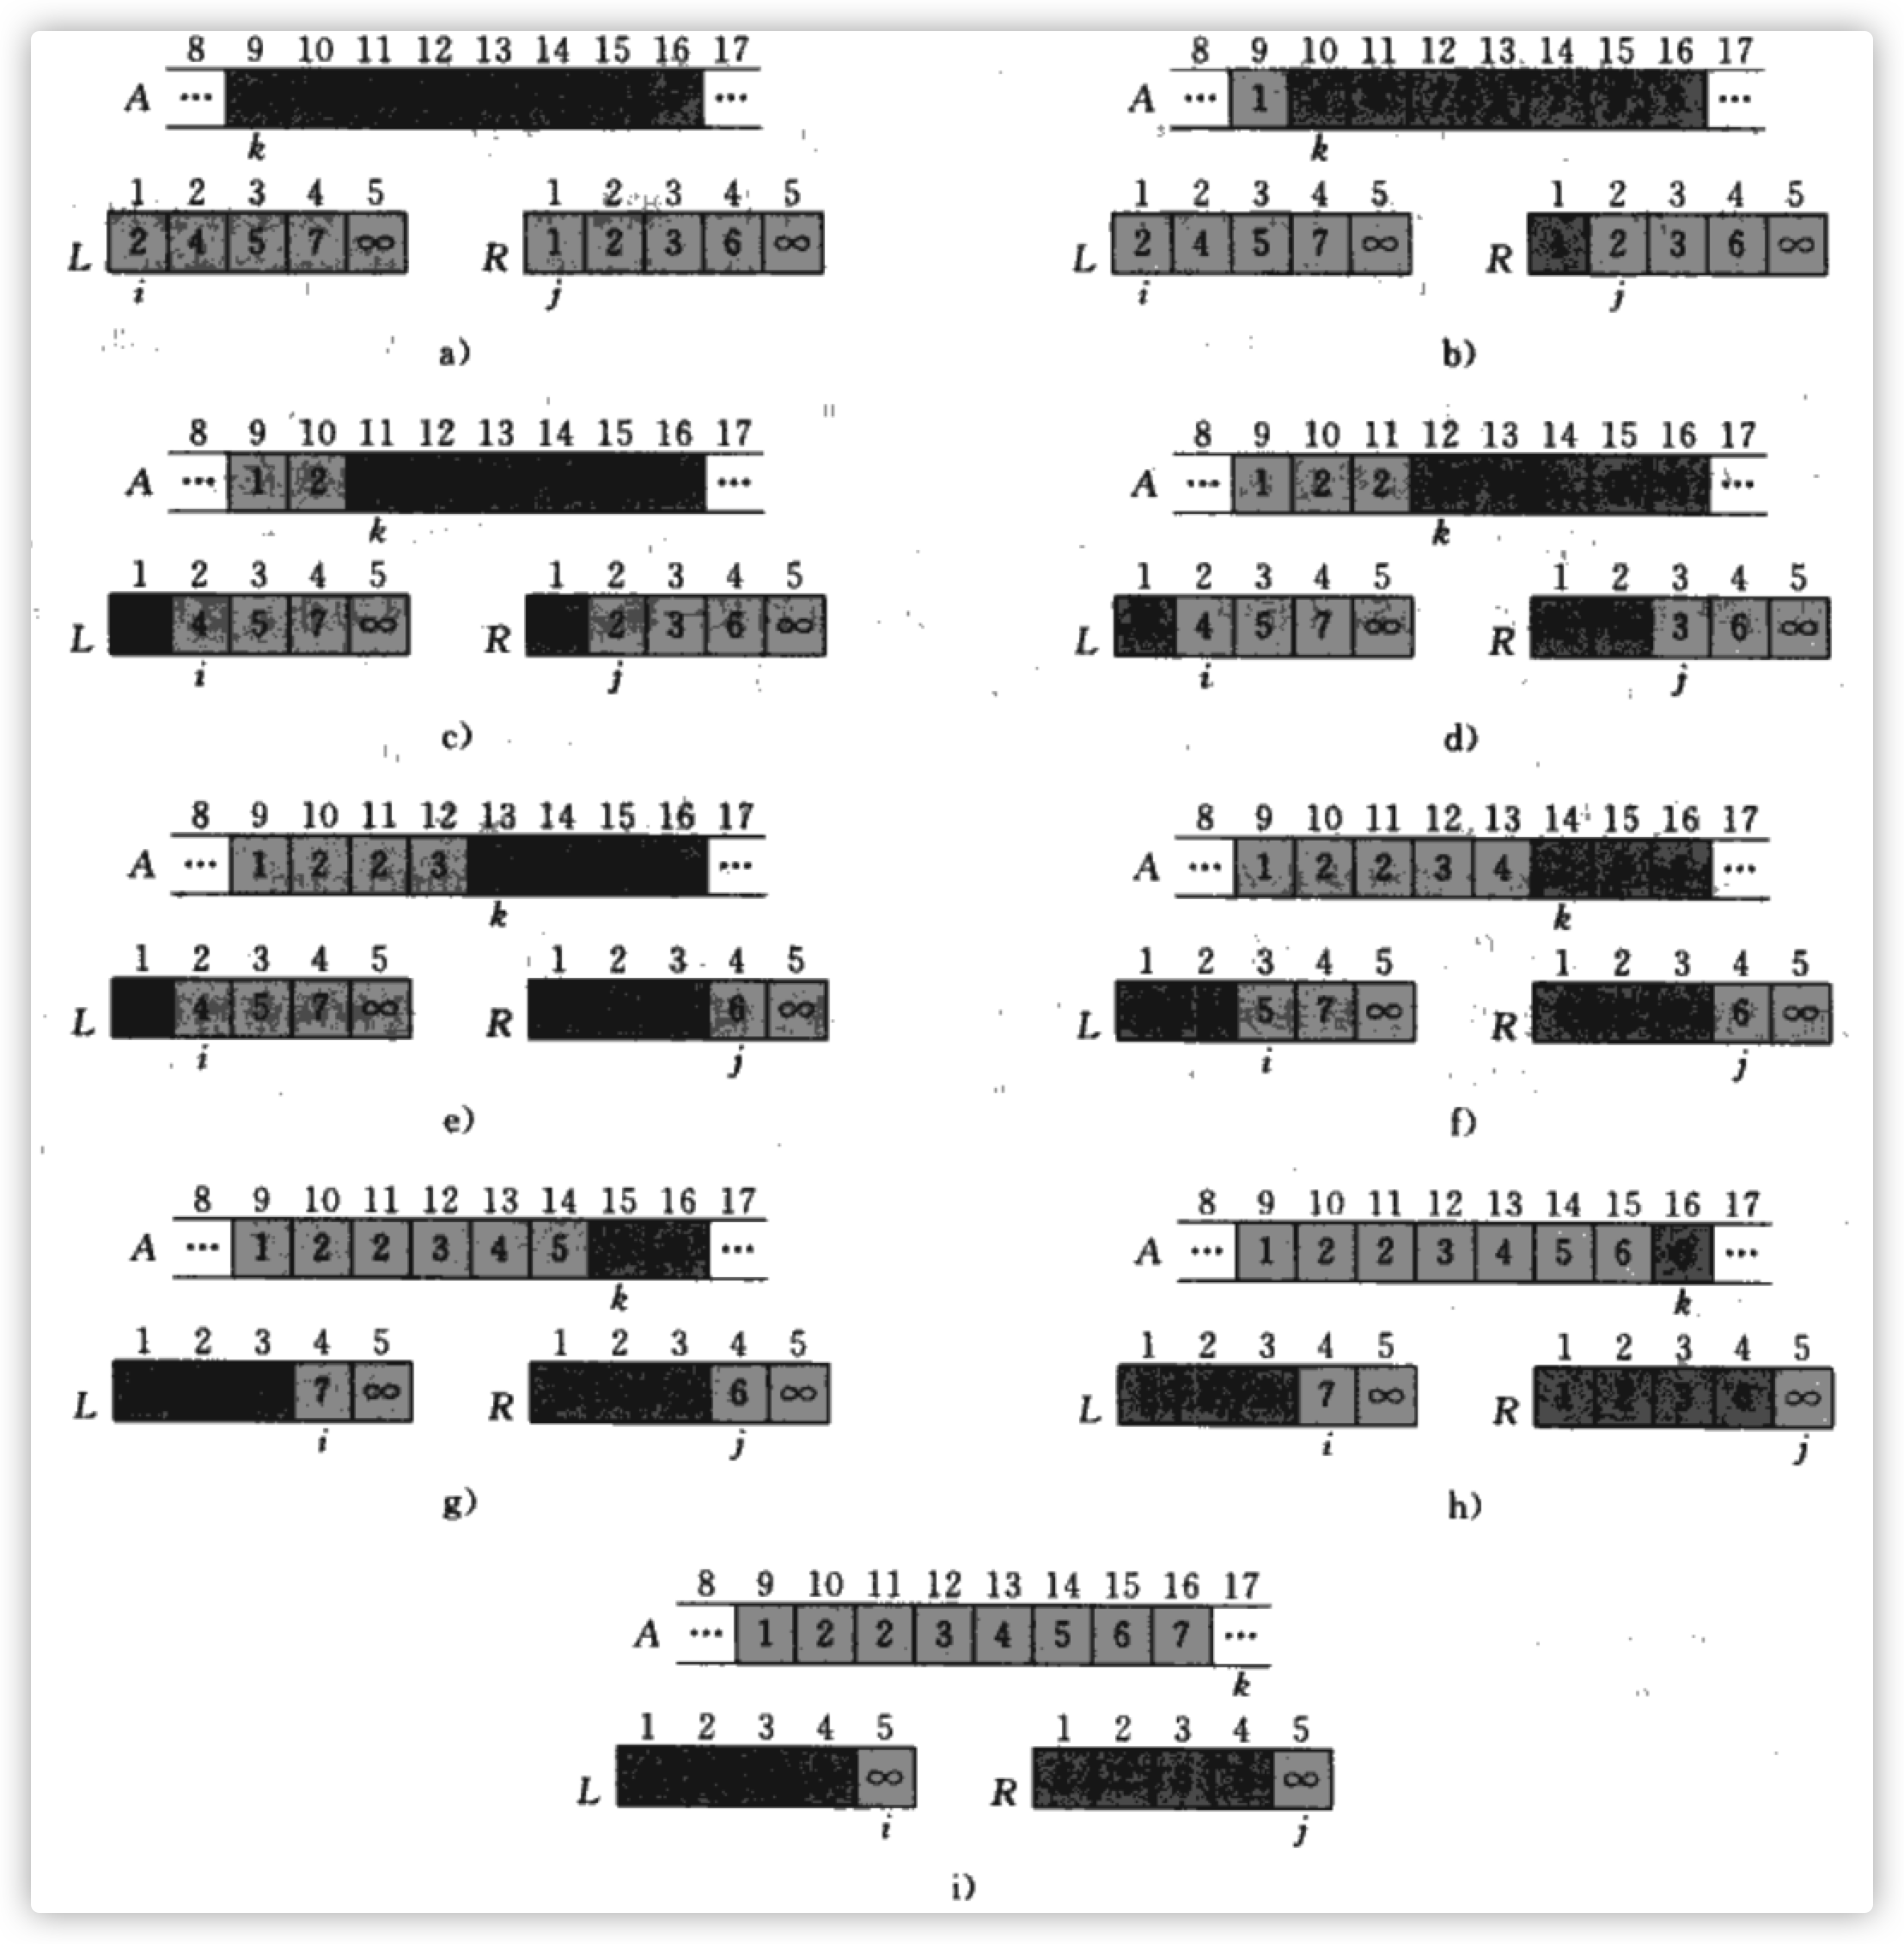 8 9 10 11 12 13 14 15 16 17
A ... ...
k
1 2 3 4 5
L 2 4 5 7 ∞
i
1 2 3 4 5
R 1 2 3 6 ∞
j
a)
8 9 10 11 12 13 14 15 16 17
A ... 1 ...
k
1 2 3 4 5
L 2 4 5 7 ∞
i
1 2 3 4 5
R 1 2 3 6 ∞
j
b)
8 9 10 11 12 13 14 15 16 17
A ... 1 2 ...
k
1 2 3 4 5
L 4 5 7 ∞
i
1 2 3 4 5
R 2 3 6 ∞
j
c)
8 9 10 11 12 13 14 15 16 17
A ... 1 2 2 ...
k
1 2 3 4 5
L 4 5 7 ∞
i
1 2 3 4 5
R 3 6 ∞
j
d)
8 9 10 11 12 13 14 15 16 17
A ... 1 2 2 3 ...
k
1 2 3 4 5
L 4 5 7 ∞
i
1 2 3 4 5
R 6 ∞
j
e)
8 9 10 11 12 13 14 15 16 17
A ... 1 2 2 3 4 ...
k
1 2 3 4 5
L 5 7 ∞
i
1 2 3 4 5
R 6 ∞
j
f)
8 9 10 11 12 13 14 15 16 17
A ... 1 2 2 3 4 5 ...
k
1 2 3 4 5
L 7 ∞
i
1 2 3 4 5
R 6 ∞
j
g)
8 9 10 11 12 13 14 15 16 17
A ... 1 2 2 3 4 5 6 ...
k
1 2 3 4 5
L 7 ∞
i
1 2 3 4 5
R ∞
j
h)
8 9 10 11 12 13 14 15 16 17
A ... 1 2 2 3 4 5 6 7 ...
k
1 2 3 4 5
L ∞
i
1 2 3 4 5
R ∞
j
i)